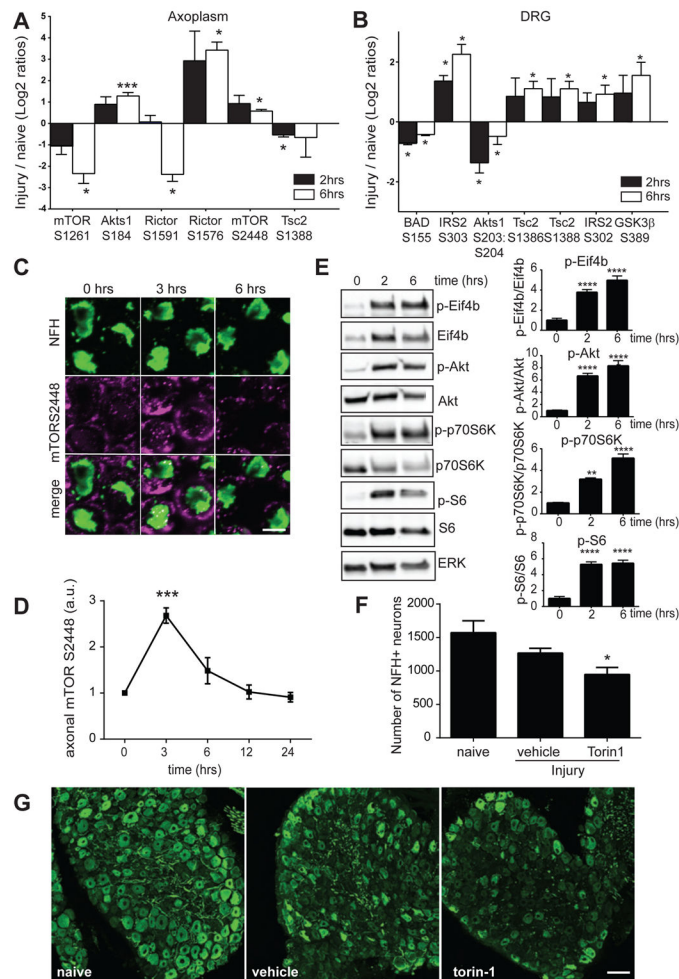 A
Axoplasm
Injury / naive (Log2 ratios)
5
4
3
2
1
0
-1
-2
-3
-4
***
*
*
*
*
*
*
2hrs
6hrs
mTOR Akts1 Rictor Rictor mTOR Tsc2
S1261 S184 S1591 S1576 S2448 S1388
B
DRG
Injury / naive (Log2 ratios)
2
0
-2
*
*
*
*
*
*
*
*
*
*
*
2hrs
6hrs
BAD IRS2 Akts1 Tsc2 Tsc2 IRS2 GSK3β
S155 S303 S203: S1386 S1388 S302 S389
S204
C
0 hrs 3 hrs 6 hrs
NFH
mTORS2448
merge
D
axonal mTOR S2448 (a.u.)
3
2
1
0
***
0 3 6 12 24
time (hrs)
E
0 2 6 time (hrs)
p-Eif4b
Eif4b
p-Akt
Akt
p-p70S6K
p70S6K
p-S6
S6
ERK
p-Eif4b
p-Eif4b/Eif4b
6
4
2
0
****
****
0 2 6 time (hrs)
p-Akt
p-Akt/Akt
10
8
6
4
2
0
****
****
0 2 6 time (hrs)
p-p70S6K
p-p70S6K/p70S6K
6
4
2
0
**
****
0 2 6 time (hrs)
p-S6
p-S6/S6
8
6
4
2
0
****
****
0 2 6 time (hrs)
F
Number of NFH+ neurons
2000
1500
1000
500
0
*
naive vehicle Torin1
Injury
G
naive
vehicle
torin-1